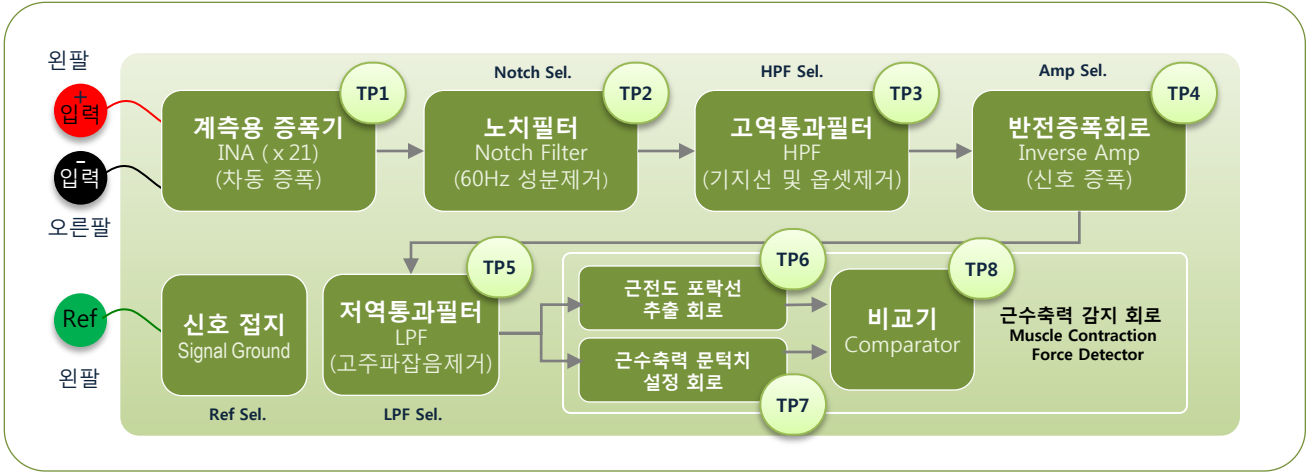 왼팔
+
입력
-
입력
오른팔
Notch Sel.
HPF Sel.
Amp Sel.
TP1
계측용 증폭기
INA ( x 21)
(차동 증폭)
TP2
노치필터
Notch Filter
(60Hz 성분제거)
TP3
고역통과필터
HPF
(기지선 및 옵셋제거)
TP4
반전증폭회로
Inverse Amp
(신호 증폭)
Ref
왼팔
신호 접지
Signal Ground
Ref Sel.
TP5
저역통과필터
LPF
(고주파잡음제거)
LPF Sel.
TP6
근전도 포락선
추출 회로
근수축력 문턱치
설정 회로
TP7
TP8
비교기
Comparator
근수축력 감지 회로
Muscle Contraction
Force Detector